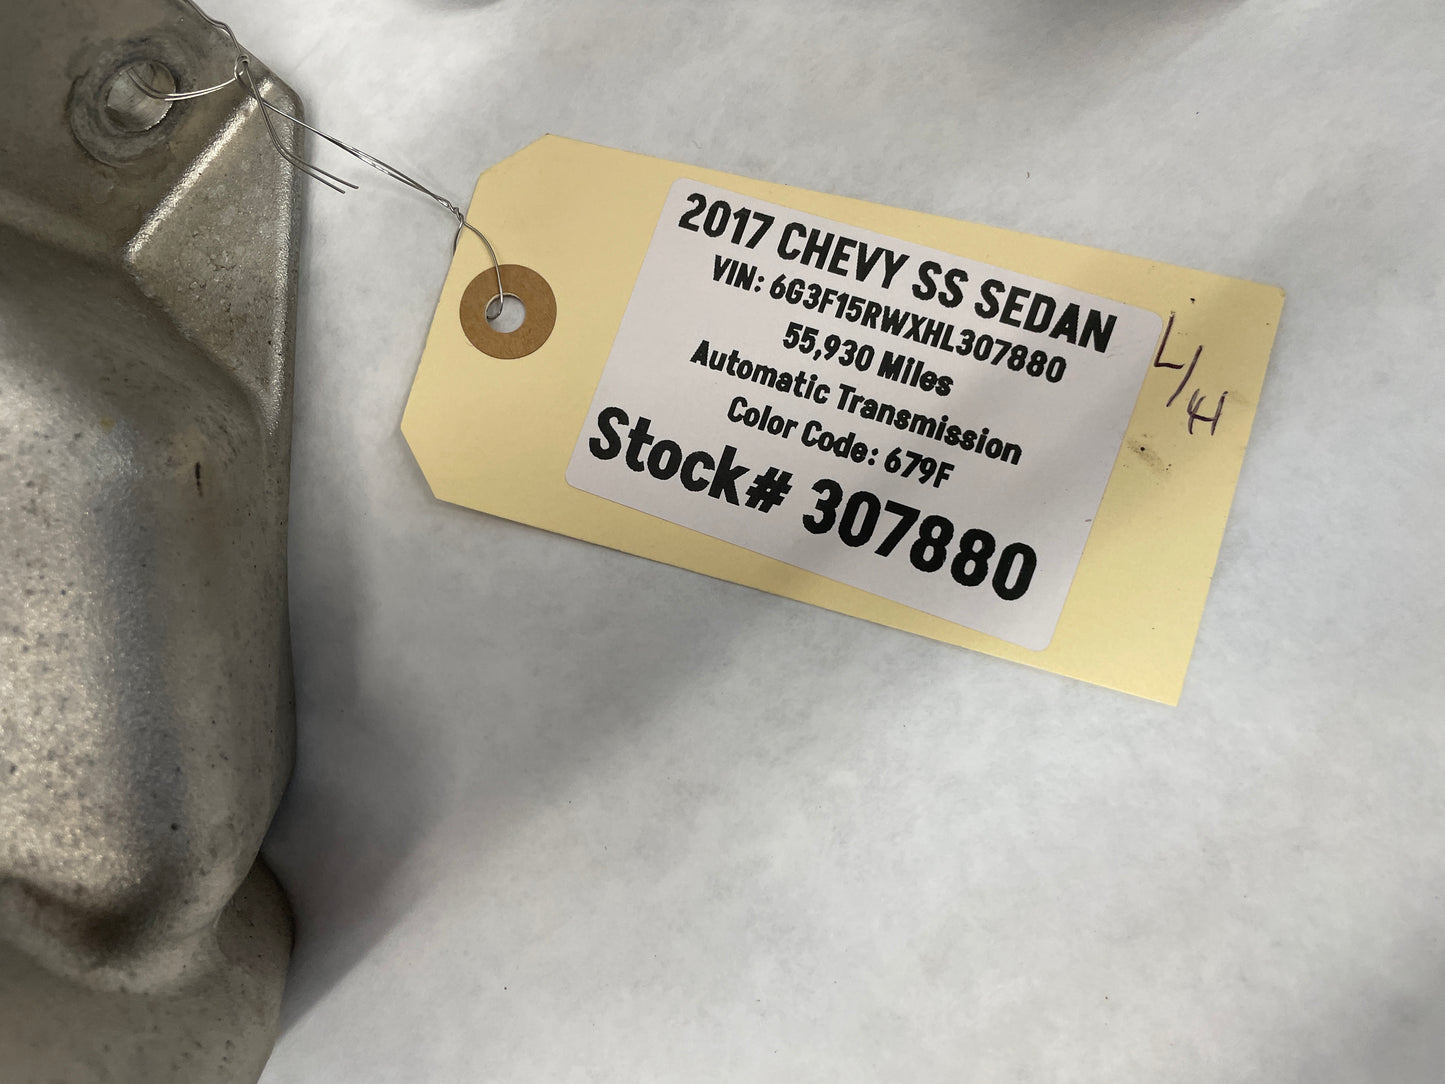 2017 CHEVY SS SEDAN
VIN: 6G3F15RWXHL307880
55,930 Miles
Automatic Transmission
Color Code: 679F
Stock# 307880
L/H